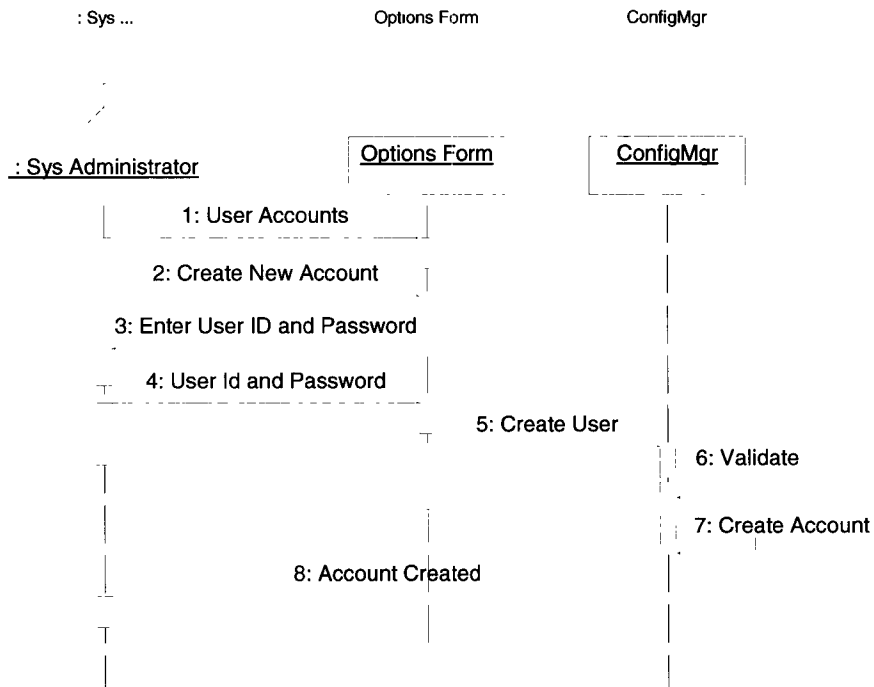 : Sys ... Options Form ConfigMgr
: Sys Administrator Options Form ConfigMgr
1: User Accounts
2: Create New Account
3: Enter User ID and Password
4: User Id and Password
5: Create User
6: Validate
7: Create Account
8: Account Created